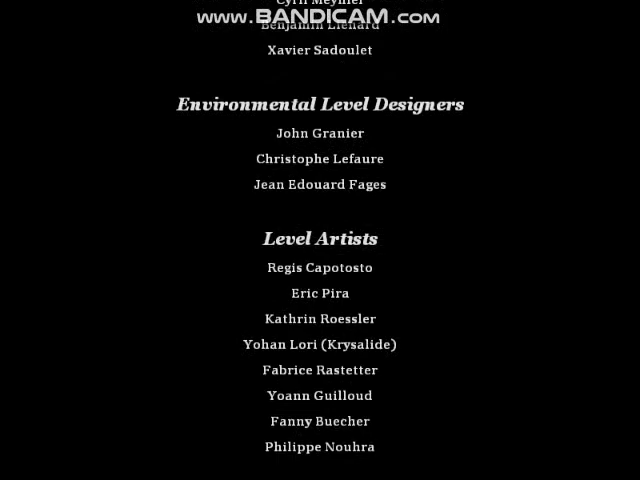 Cyril Meynier
www.BANDICAM.com
Benjamin Lienard
Xavier Sadoulet
Environmental Level Designers
John Granier
Christophe Lefaure
Jean Edouard Fages
Level Artists
Regis Capotosto
Eric Pira
Kathrin Roessler
Yohan Lori (Krysalide)
Fabrice Rastetter
Yoann Guilloud
Fanny Buecher
Philippe Nouhra